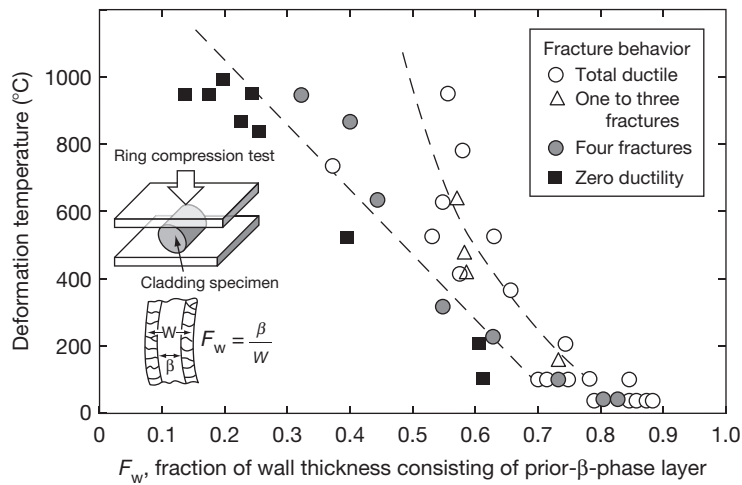 Deformation temperature (°C)
1000
800
600
400
200
0
0
0.1
0.2
0.3
0.4
0.5
0.6
0.7
0.8
0.9
1.0
F_w, fraction of wall thickness consisting of prior-β-phase layer
Fracture behavior
Total ductile
One to three
fractures
Four fractures
Zero ductility
Ring compression test
Cladding specimen
W
β
F_w = β/W